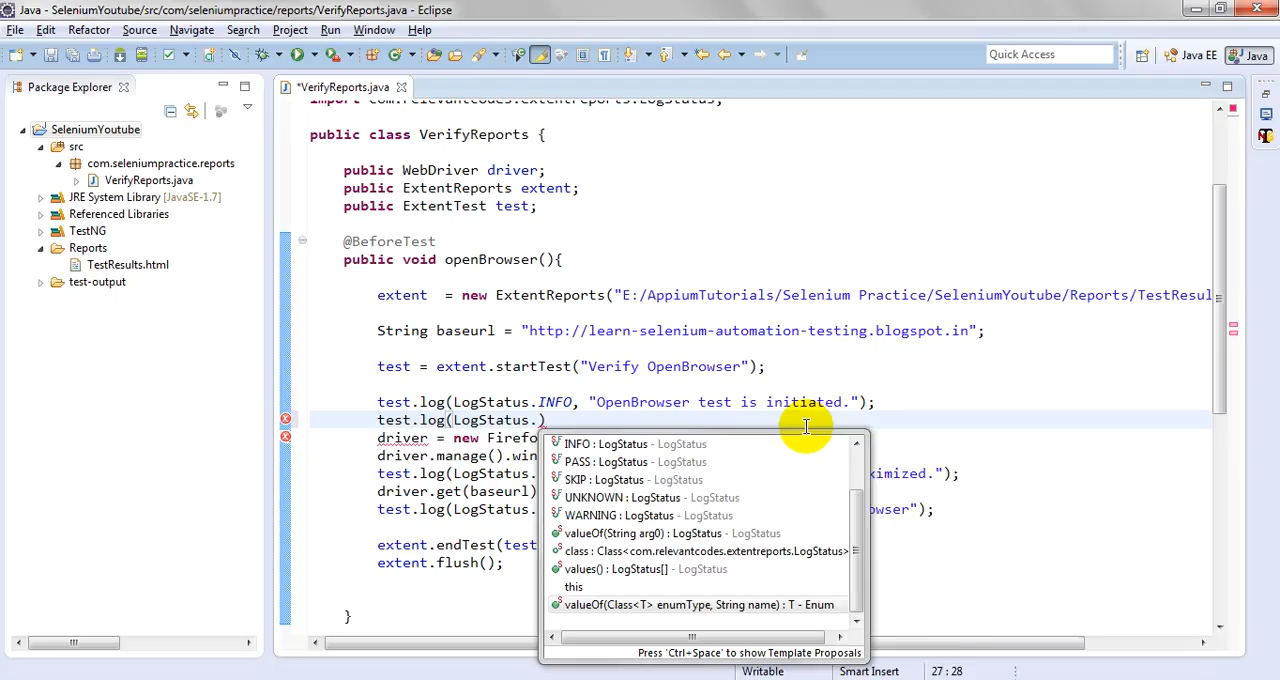 Java - SeleniumYoutube/src/com/seleniumpractice/reports/VerifyReports.java - Eclipse
File Edit Refactor Source Navigate Search Project Run Window Help
Quick Access
Java EE
Java
Package Explorer
*VerifyReports.java
SeleniumYoutube
src
com.seleniumpractice.reports
VerifyReports.java
JRE System Library [JavaSE-1.7]
Referenced Libraries
TestNG
Reports
TestResults.html
test-output
import com.relevantcodes.extentreports.LogStatus;
public class VerifyReports {
public WebDriver driver;
public ExtentReports extent;
public ExtentTest test;
@BeforeTest
public void openBrowser(){
extent = new ExtentReports("E:/AppiumTutorials/Selenium Practice/SeleniumYoutube/Reports/TestResul
String baseurl = "http://learn-selenium-automation-testing.blogspot.in";
test = extent.startTest("Verify OpenBrowser");
test.log(LogStatus.INFO, "OpenBrowser test is initiated.");
test.log(LogStatus.)
driver = new Firefo
driver.manage().win
test.log(LogStatus. ximized.");
driver.get(baseurl)
test.log(LogStatus. owser");
extent.endTest(test
extent.flush();
}
INFO : LogStatus - LogStatus
PASS : LogStatus - LogStatus
SKIP : LogStatus - LogStatus
UNKNOWN : LogStatus - LogStatus
WARNING : LogStatus - LogStatus
valueOf(String arg0) : LogStatus - LogStatus
class : Class<com.relevantcodes.extentreports.LogStatus>
values() : LogStatus[] - LogStatus
this
valueOf(Class<T> enumType, String name) : T - Enum
Press 'Ctrl+Space' to show Template Proposals
Writable
Smart Insert
27 : 28